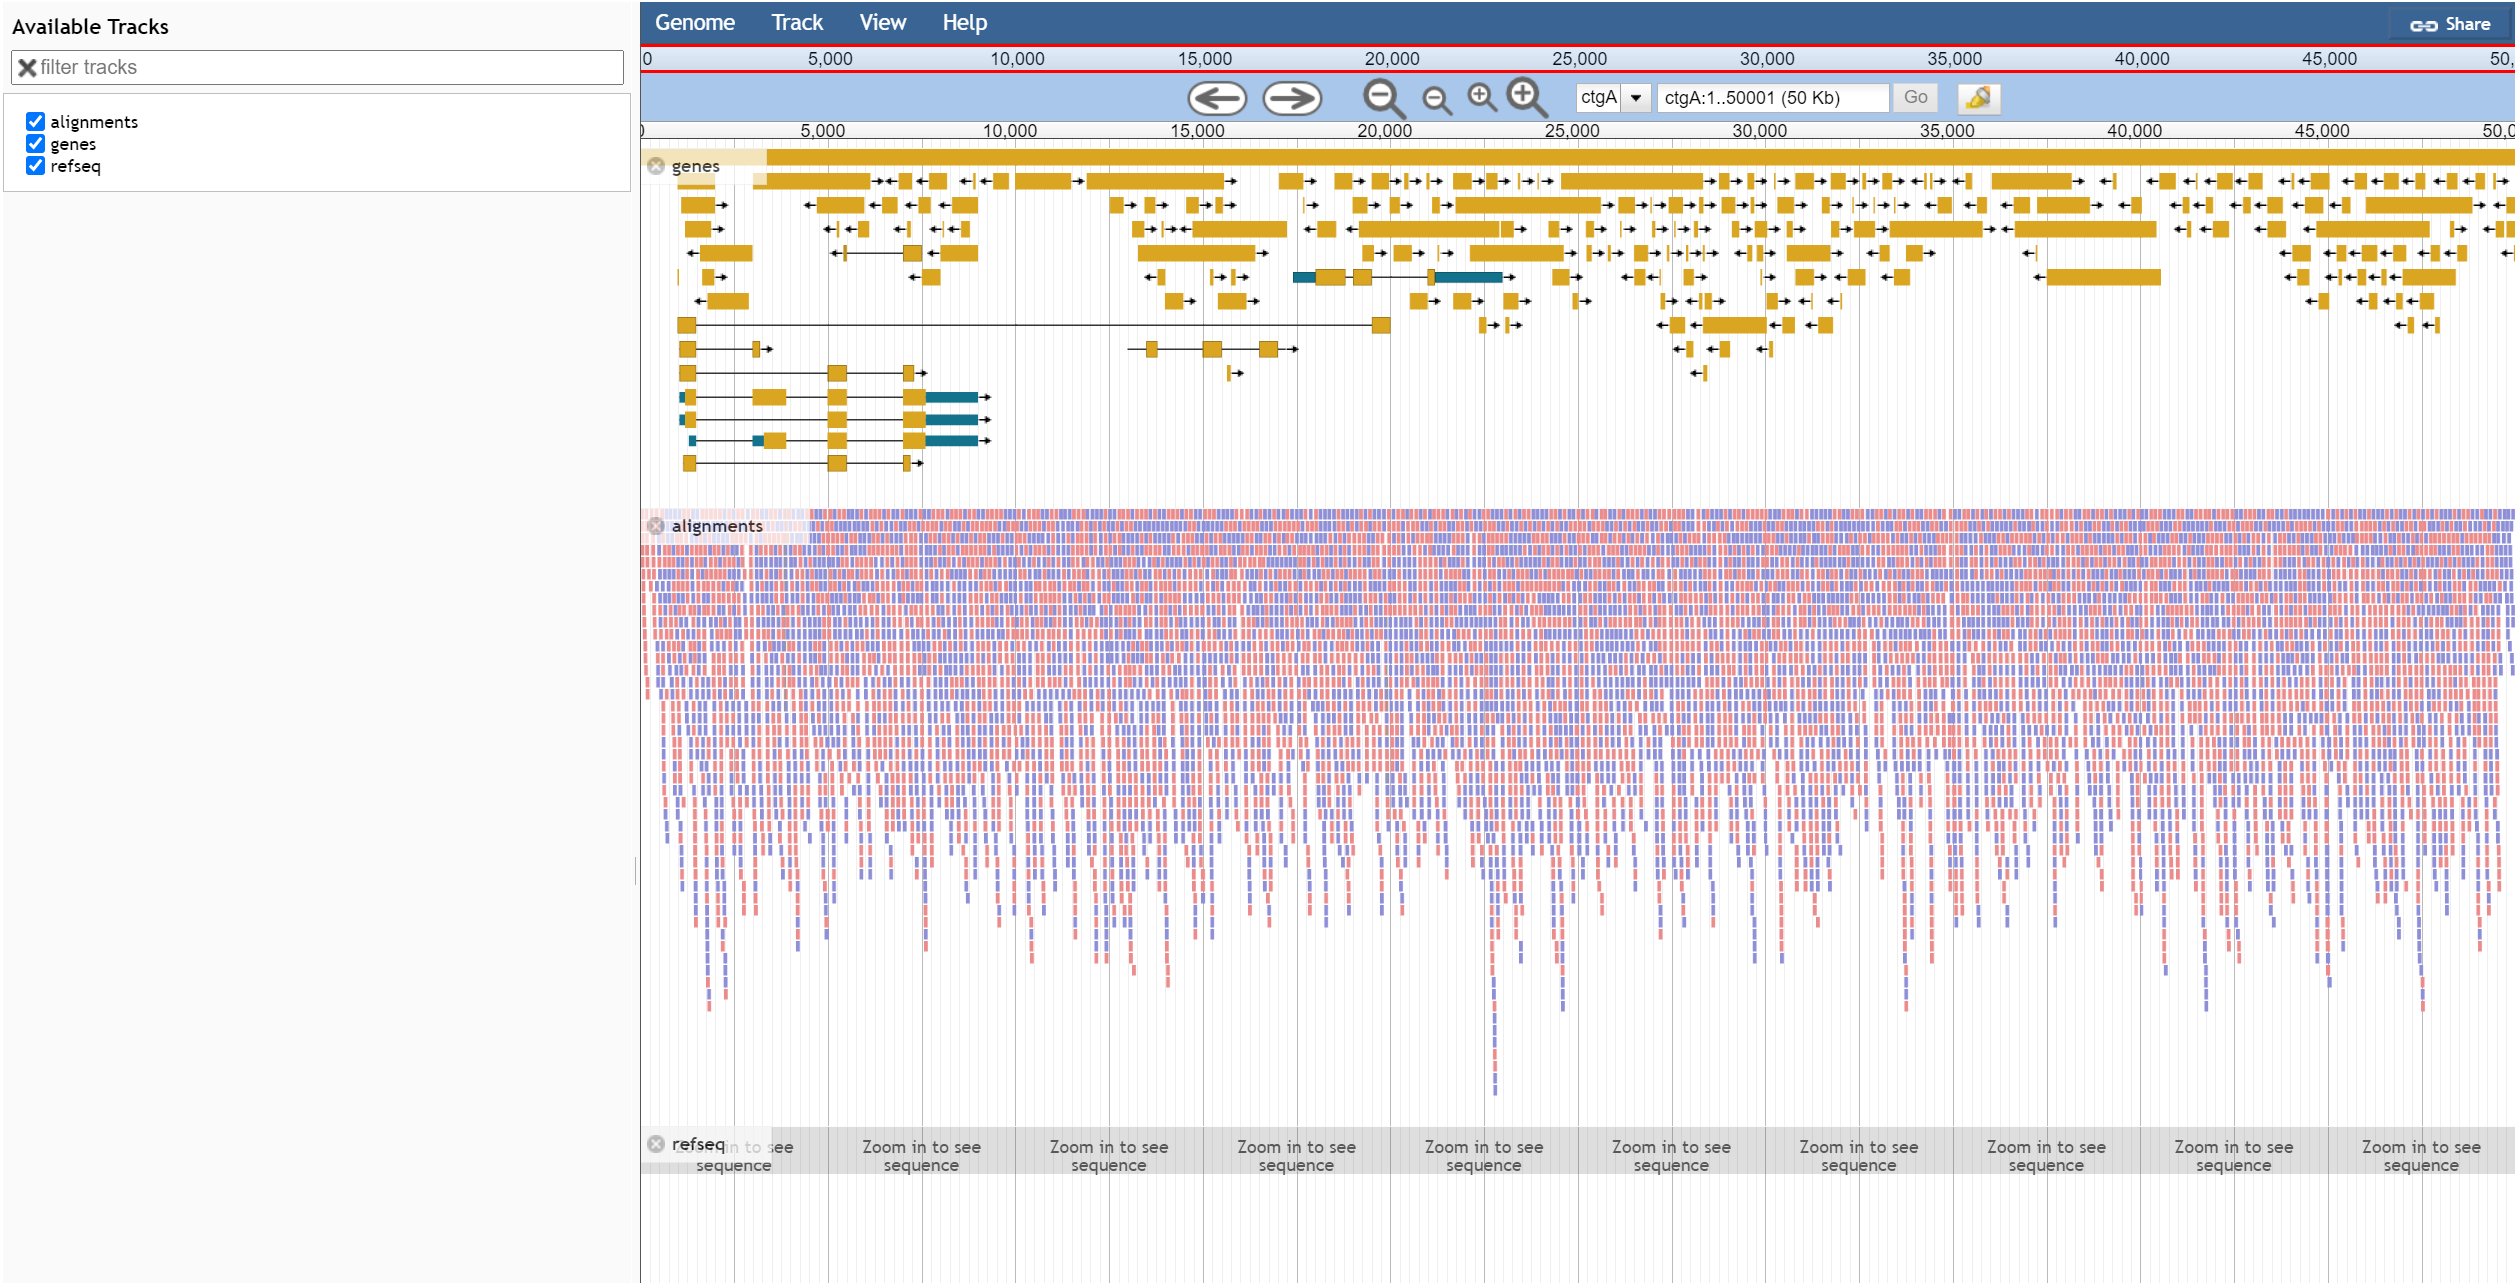 Available Tracks
filter tracks
alignments
genes
refseq
Genome Track View Help Share
0 5,000 10,000 15,000 20,000 25,000 30,000 35,000 40,000 45,000 50,
ctgA ctgA:1..50001 (50 Kb) Go
0 5,000 10,000 15,000 20,000 25,000 30,000 35,000 40,000 45,000 50,0
genes
alignments
refseq
Zoom in to see Zoom in to see Zoom in to see Zoom in to see Zoom in to see Zoom in to see Zoom in to see Zoom in to see Zoom in to see Zoom in to see
sequence sequence sequence sequence sequence sequence sequence sequence sequence sequence